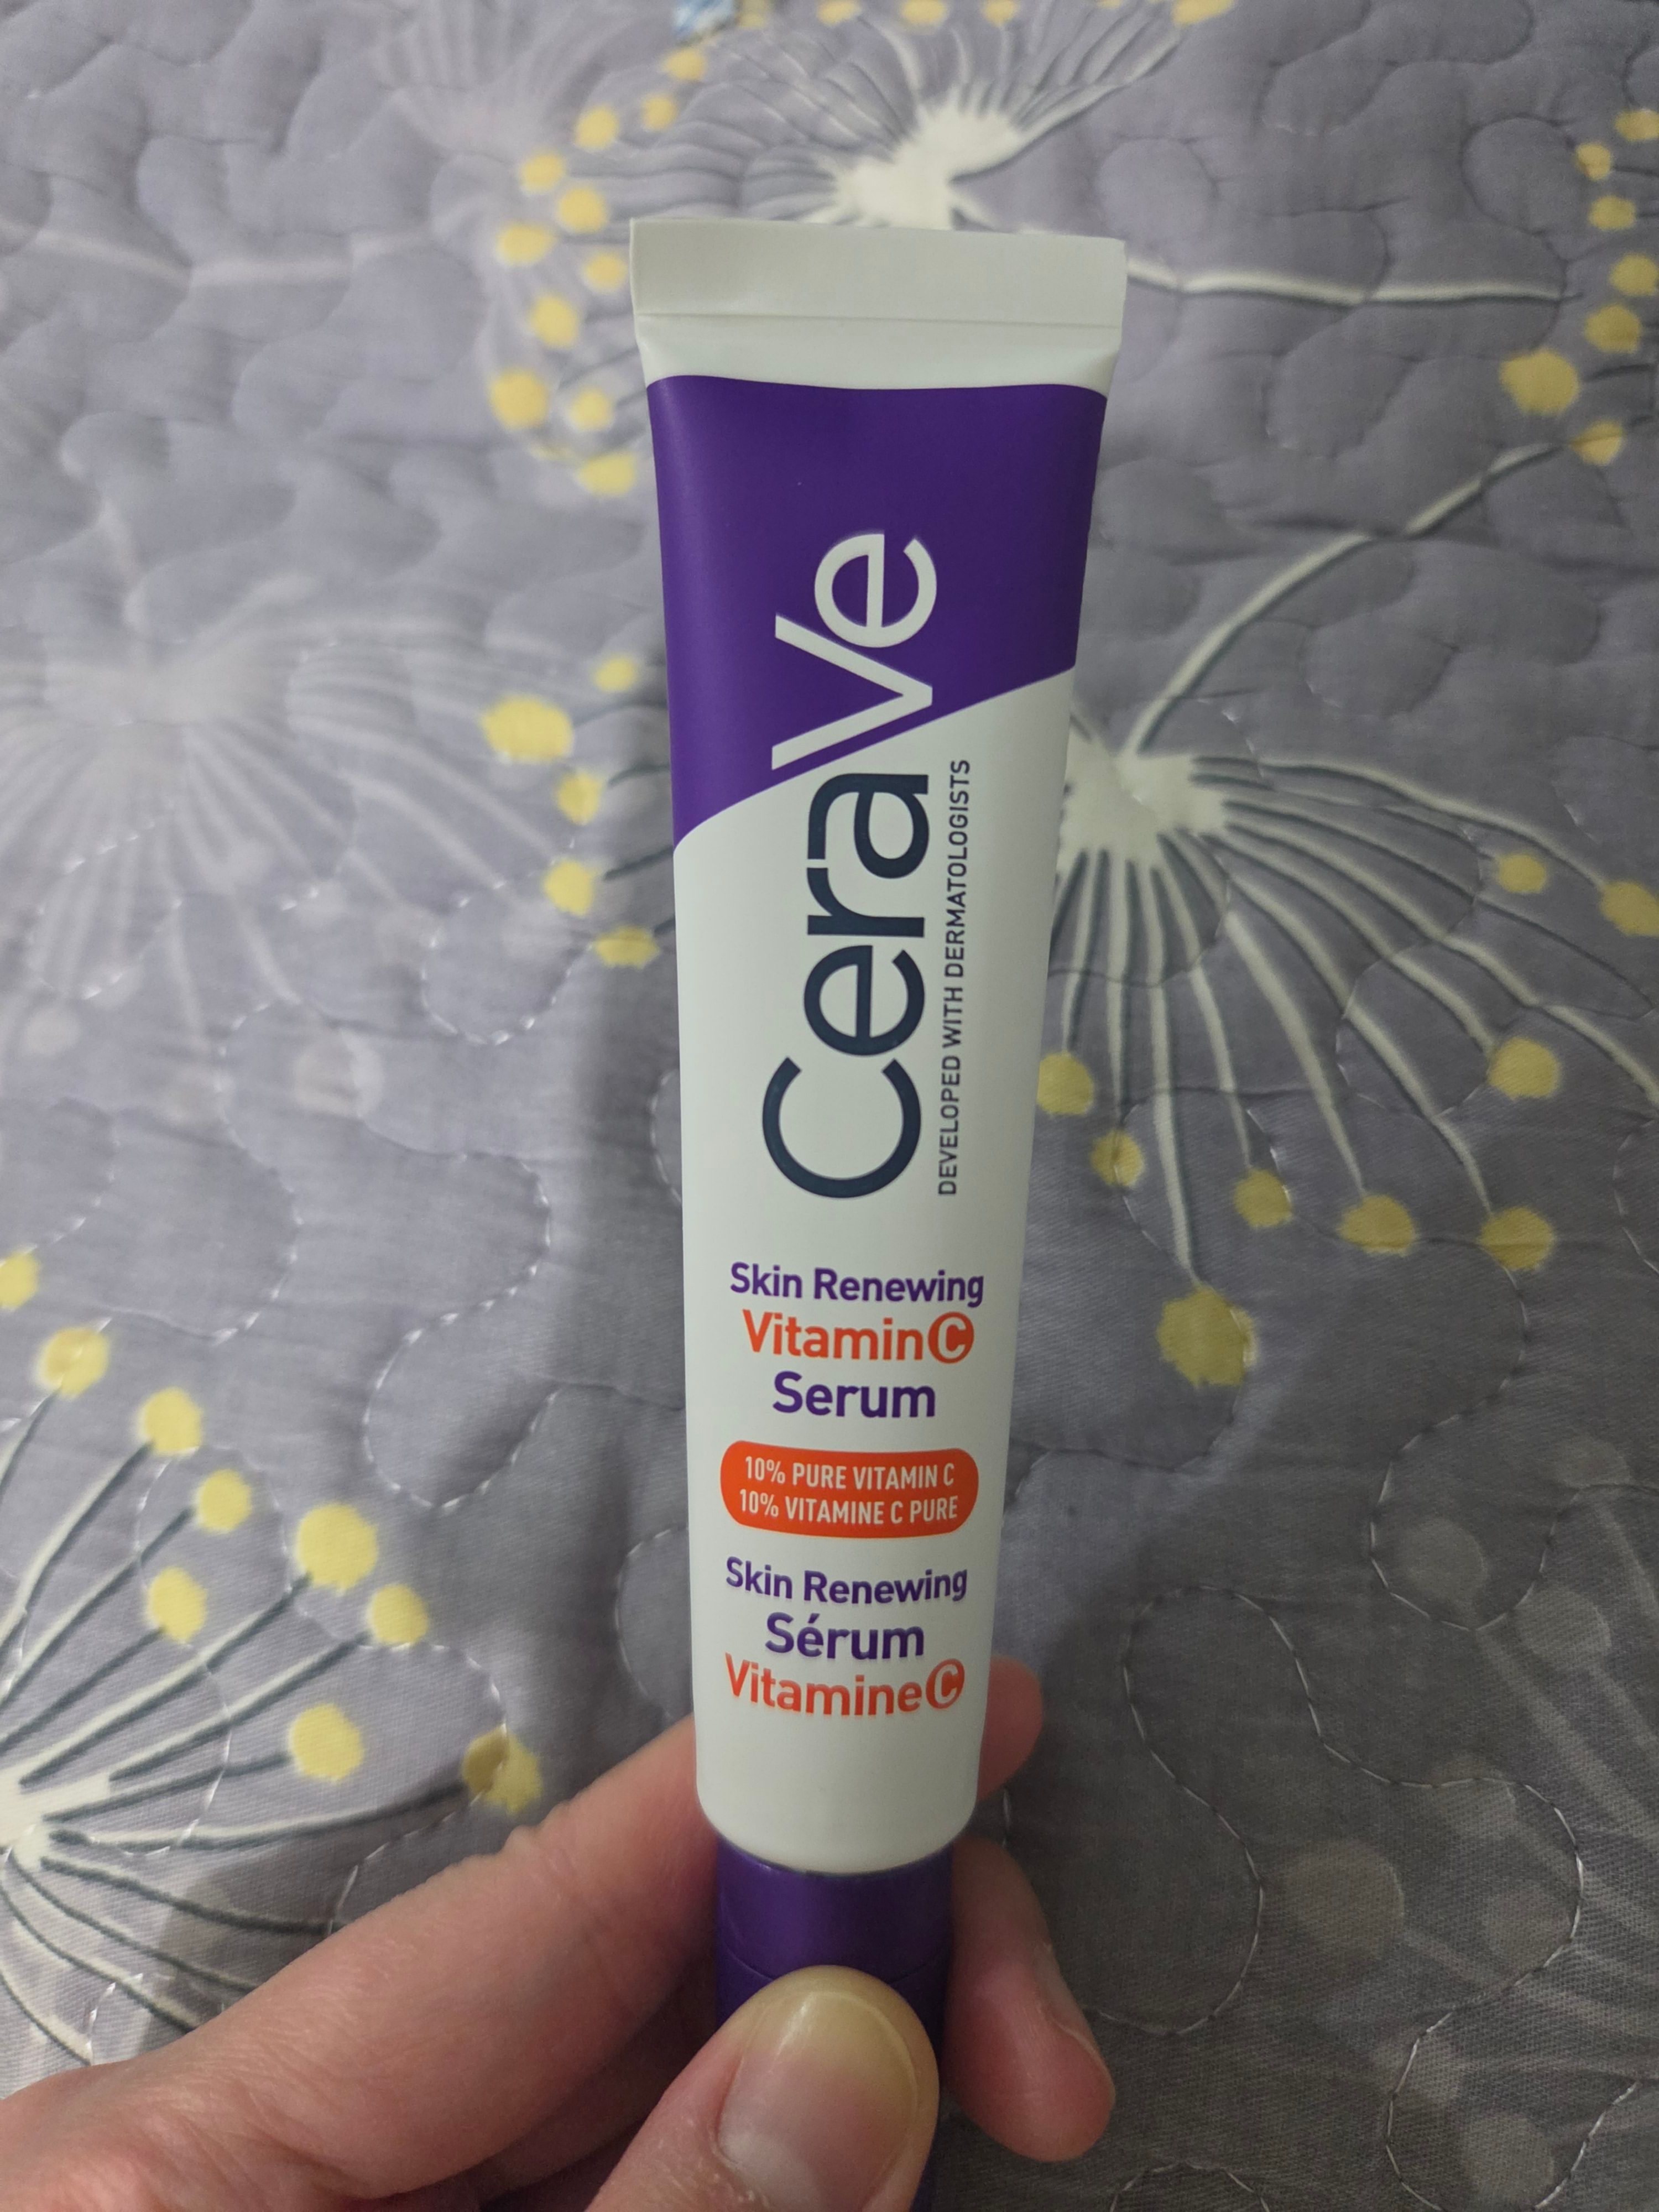 CeraVe
DEVELOPED WITH DERMATOLOGISTS
Skin Renewing
Vitamin C
Serum
10% PURE VITAMIN C
10% VITAMINE C PURE
Skin Renewing
Sérum
Vitamine C